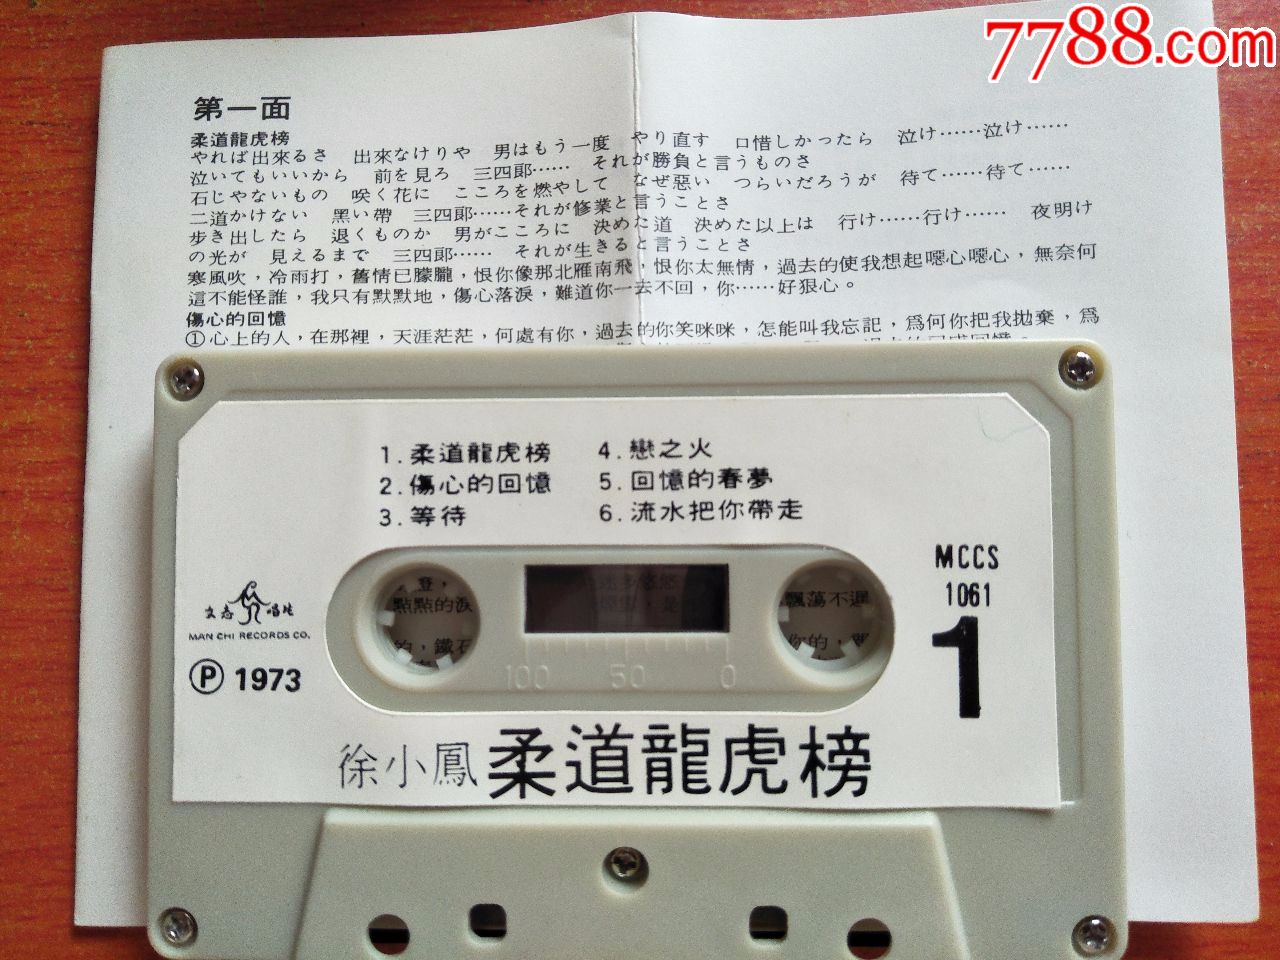 7788.com
第一面
柔道龍虎榜
やれば出來るさ　出來なけりや　男はもう一度　やり直す　口惜しかったら　泣け……泣け……
泣いてもいいから　前を見ろ　三四郎……　それが勝負と言うものさ
石じゃないもの　咲く花に　こころを燃やして　なぜ惡い　つらいだろうが　待て……待て……
二道かけない　黑い帶　三四郎……それが修業と言うことさ
歩き出したら　退くものか　男がこころに　決めた道　決めた以上は　行け……行け……　夜明け
の光が　見えるまで　三四郎……　それが生きると言うことさ
寒風吹，冷雨打，舊情已朦朧，恨你像那北雁南飛，恨你太無情，過去的使我想起噁心噁心，無奈何
這不能怪誰，我只有默默地，傷心落淚，難道你一去不回，你……好狠心。
傷心的回憶
①心上的人，在那裡，天涯茫茫，何處有你，過去的你笑咪咪，怎能叫我忘記，爲何你把我拋棄，爲
1.柔道龍虎榜
2.傷心的回憶
3.等待
4.戀之火
5.回憶的春夢
6.流水把你帶走
文志唱片
MAN CHI RECORDS CO.
Ⓟ 1973
MCCS
1061
1
點點的淚
的，鐵石
飄蕩不遲
你的，
100 50 0
徐小鳳 柔道龍虎榜